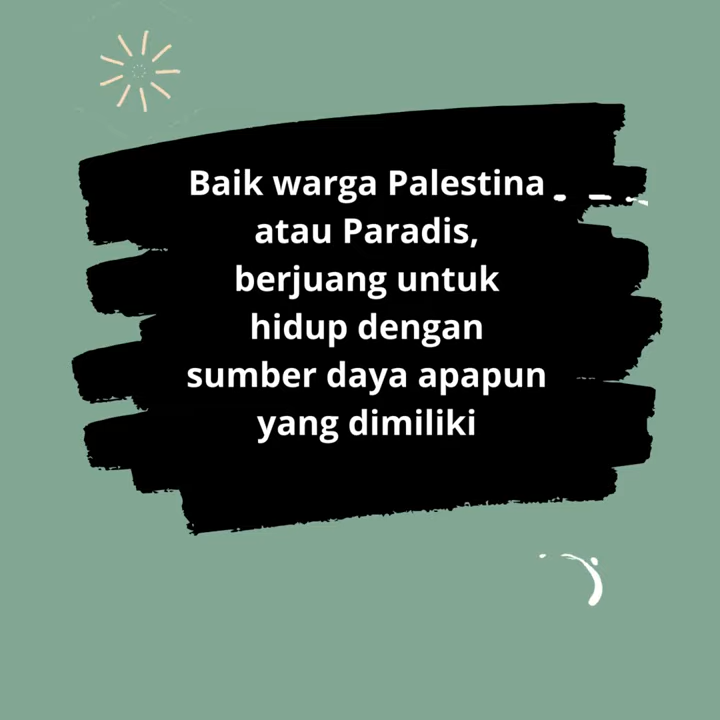 Baik warga Palestina
atau Paradis,
berjuang untuk
hidup dengan
sumber daya apapun
yang dimiliki